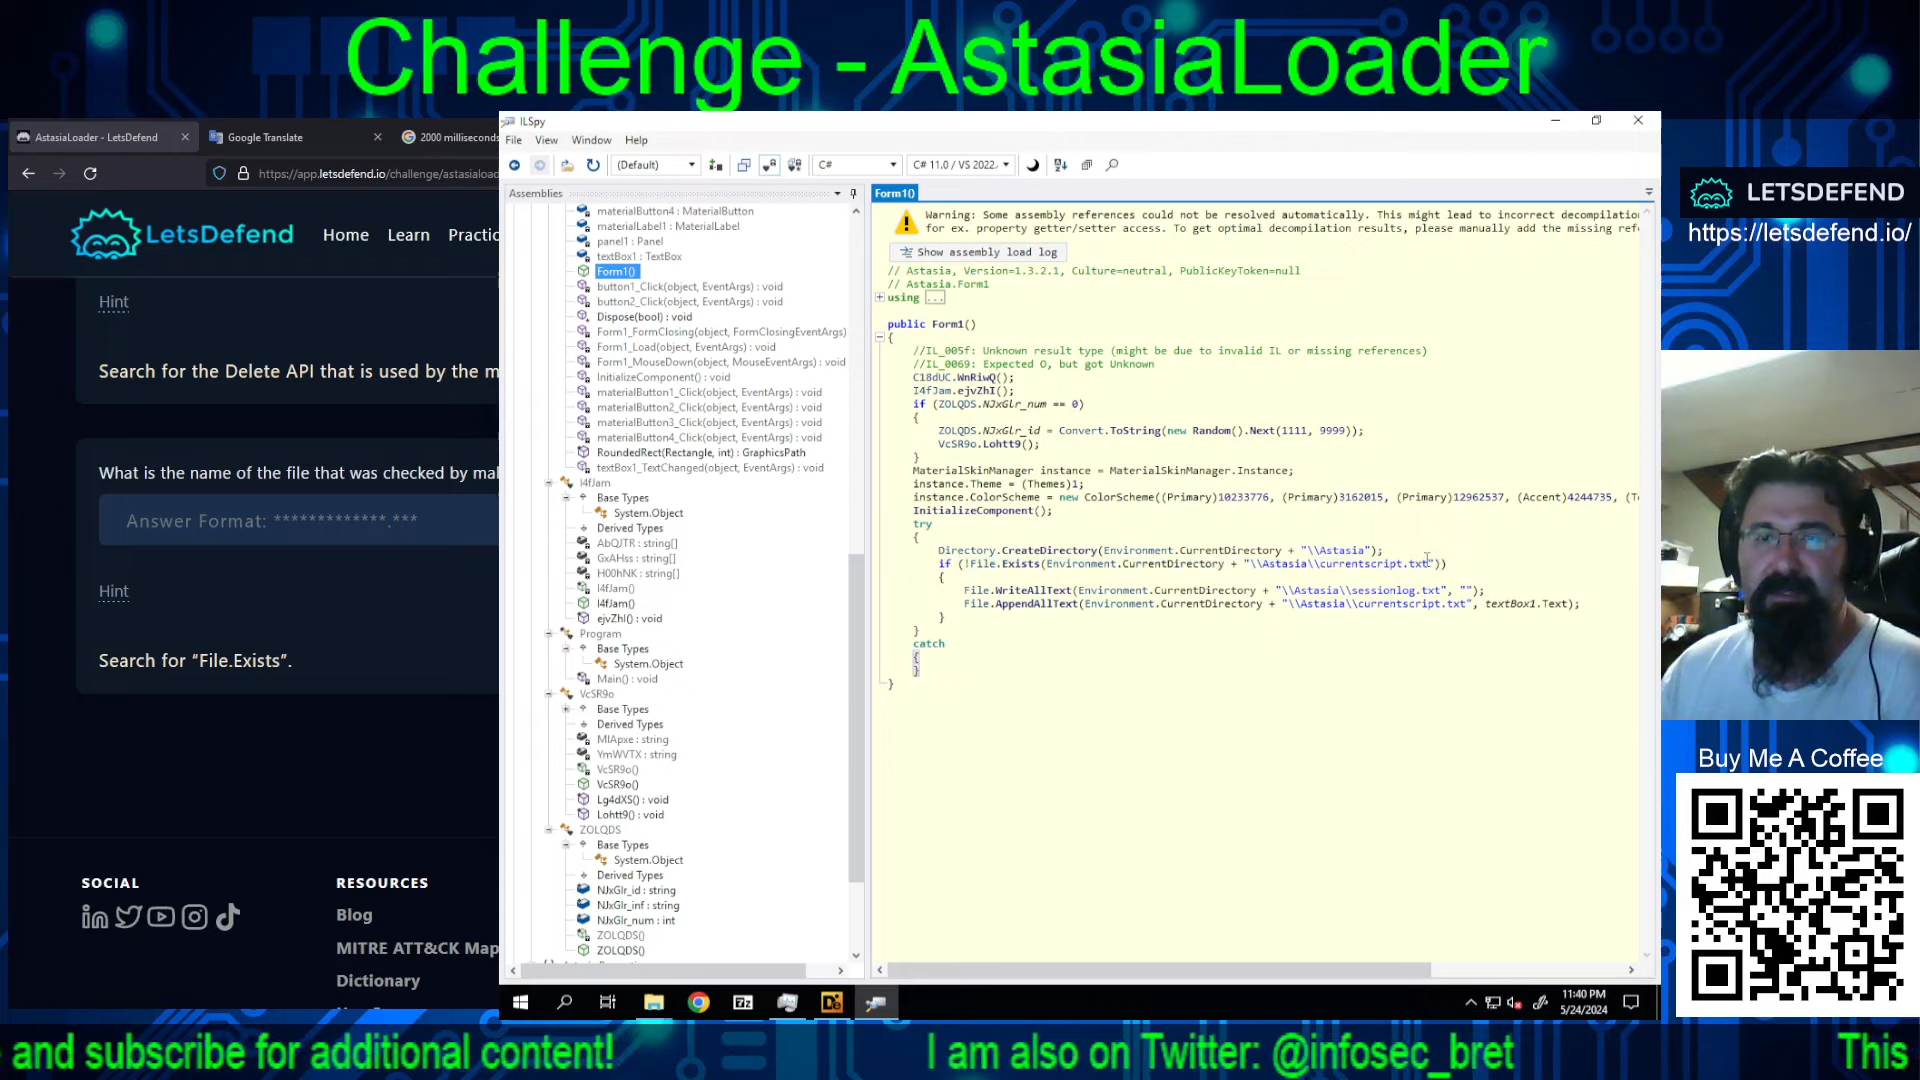 Challenge - AstasiaLoader
AstasiaLoader - LetsDefend
Google Translate
2000 milliseconds
https://app.letsdefend.io/challenge/astasialoa
LetsDefend
Home
Learn
Practic
Hint
Search for the Delete API that is used by the m
What is the name of the file that was checked by mal
Answer Format: *************.***
Hint
Search for “File.Exists”.
SOCIAL
RESOURCES
Blog
MITRE ATT&CK Map
Dictionary
ILSpy
File
View
Window
Help
(Default)
C#
C# 11.0 / VS 2022.
Assemblies
materialButton4 : MaterialButton
materialLabel1 : MaterialLabel
panel1 : Panel
textBox1 : TextBox
Form1()
button1_Click(object, EventArgs) : void
button2_Click(object, EventArgs) : void
Dispose(bool) : void
Form1_FormClosing(object, FormClosingEventArgs)
Form1_Load(object, EventArgs) : void
Form1_MouseDown(object, MouseEventArgs) : void
InitializeComponent() : void
materialButton1_Click(object, EventArgs) : void
materialButton2_Click(object, EventArgs) : void
materialButton3_Click(object, EventArgs) : void
materialButton4_Click(object, EventArgs) : void
RoundedRect(Rectangle, int) : GraphicsPath
textBox1_TextChanged(object, EventArgs) : void
I4fJam
Base Types
System.Object
Derived Types
AbQJTR : string[]
GxAHss : string[]
H00hNK : string[]
I4fJam()
I4fJam()
ejvZhI() : void
Program
Base Types
System.Object
Main() : void
VcSR9o
Base Types
Derived Types
MIApxe : string
YmWVTX : string
VcSR9o()
VcSR9o()
Lg4dXS() : void
Lohtt9() : void
ZOLQDS
Base Types
System.Object
Derived Types
NJxGlr_id : string
NJxGlr_inf : string
NJxGlr_num : int
ZOLQDS()
ZOLQDS()
Form1()
Warning: Some assembly references could not be resolved automatically. This might lead to incorrect decompilatio
for ex. property getter/setter access. To get optimal decompilation results, please manually add the missing ref
Show assembly load log
// Astasia, Version=1.3.2.1, Culture=neutral, PublicKeyToken=null
// Astasia.Form1
using ...
public Form1()
{
//IL_005f: Unknown result type (might be due to invalid IL or missing references)
//IL_0069: Expected O, but got Unknown
C18dUC.WnRiwQ();
I4fJam.ejvZhI();
if (ZOLQDS.NJxGlr_num == 0)
{
ZOLQDS.NJxGlr_id = Convert.ToString(new Random().Next(1111, 9999));
VcSR9o.Lohtt9();
}
MaterialSkinManager instance = MaterialSkinManager.Instance;
instance.Theme = (Themes)1;
instance.ColorScheme = new ColorScheme((Primary)10233776, (Primary)3162015, (Primary)12962537, (Accent)4244735, (T
InitializeComponent();
try
{
Directory.CreateDirectory(Environment.CurrentDirectory + "\\Astasia");
if (!File.Exists(Environment.CurrentDirectory + "\\Astasia\\currentscript.txt"))
{
File.WriteAllText(Environment.CurrentDirectory + "\\Astasia\\sessionlog.txt", "");
File.AppendAllText(Environment.CurrentDirectory + "\\Astasia\\currentscript.txt", textBox1.Text);
}
}
catch
{
}
}
11:40 PM
5/24/2024
LETSDEFEND
https://letsdefend.io/
Buy Me A Coffee
and subscribe for additional content!
I am also on Twitter: @infosec_bret
This